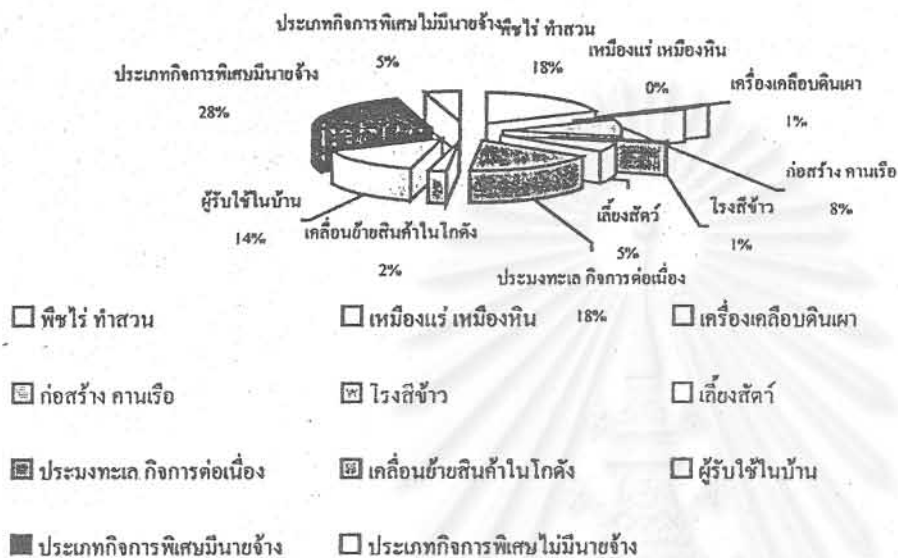 ประเภทกิจการพิเศษไม่มีนายจ้าง พืชไร่ ทำสวน
5% 18%
เหมืองแร่ เหมืองหิน
0%
ประเภทกิจการพิเศษมีนายจ้าง
28%
เครื่องเคลือบดินเผา
1%
ก่อสร้าง คานเรือ
8%
ผู้รับใช้ในบ้าน
14%
เคลื่อนย้ายสินค้าในโกดัง
2%
เลี้ยงสัตว์
5%
โรงสีข้าว
1%
ประมงทะเล กิจการต่อเนื่อง
18%
พืชไร่ ทำสวน เหมืองแร่ เหมืองหิน เครื่องเคลือบดินเผา
ก่อสร้าง คานเรือ โรงสีข้าว เลี้ยงสัตว์
ประมงทะเล กิจการต่อเนื่อง เคลื่อนย้ายสินค้าในโกดัง ผู้รับใช้ในบ้าน
ประเภทกิจการพิเศษมีนายจ้าง ประเภทกิจการพิเศษไม่มีนายจ้าง